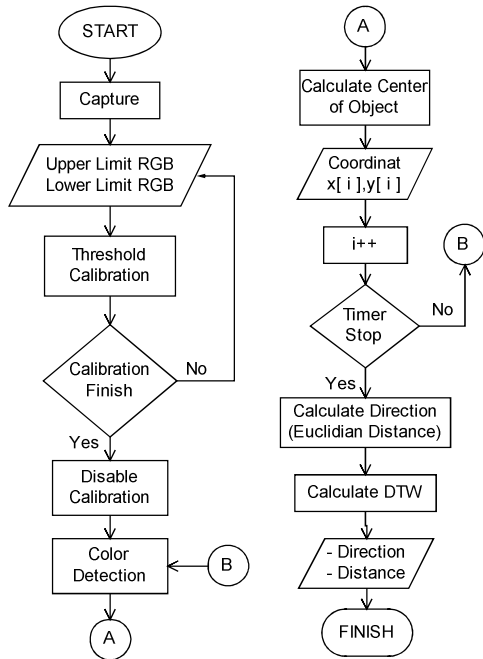 START
Capture
Upper Limit RGB
Lower Limit RGB
Threshold
Calibration
Calibration
Finish
No
Yes
Disable
Calibration
Color
Detection
B
A
A
Calculate Center
of Object
Coordinat
x[ i ],y[ i ]
i++
B
Timer
Stop
No
Yes
Calculate Direction
(Euclidian Distance)
Calculate DTW
- Direction
- Distance
FINISH